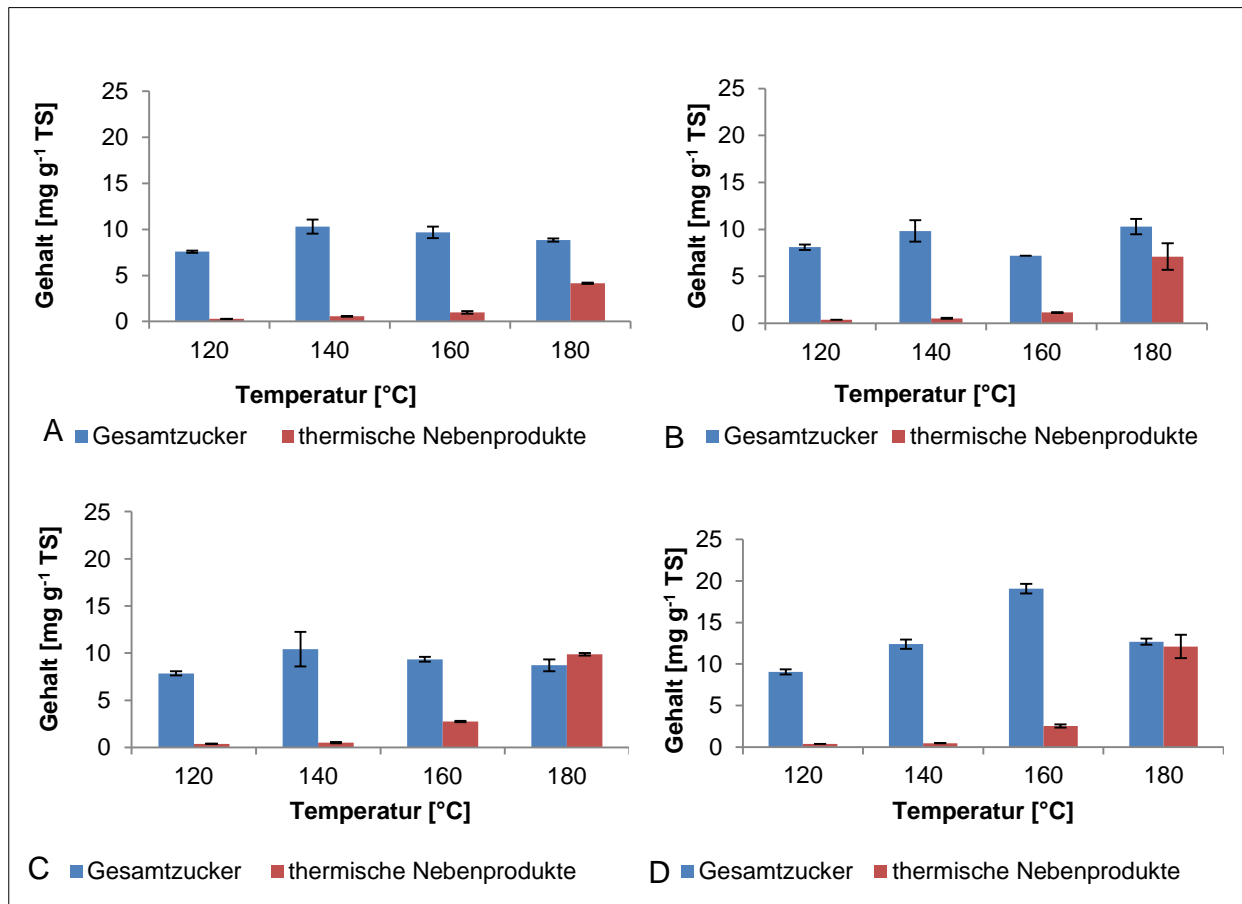 Gehalt [mg g-1 TS]
25
20
15
10
5
0
120 140 160 180
Temperatur [°C]
A Gesamtzucker thermische Nebenprodukte
Gehalt [mg g-1 TS]
25
20
15
10
5
0
120 140 160 180
Temperatur [°C]
B Gesamtzucker thermische Nebenprodukte
Gehalt [mg g-1 TS]
25
20
15
10
5
0
120 140 160 180
Temperatur [°C]
C Gesamtzucker thermische Nebenprodukte
Gehalt [mg g-1 TS]
25
20
15
10
5
0
120 140 160 180
Temperatur [°C]
D Gesamtzucker thermische Nebenprodukte